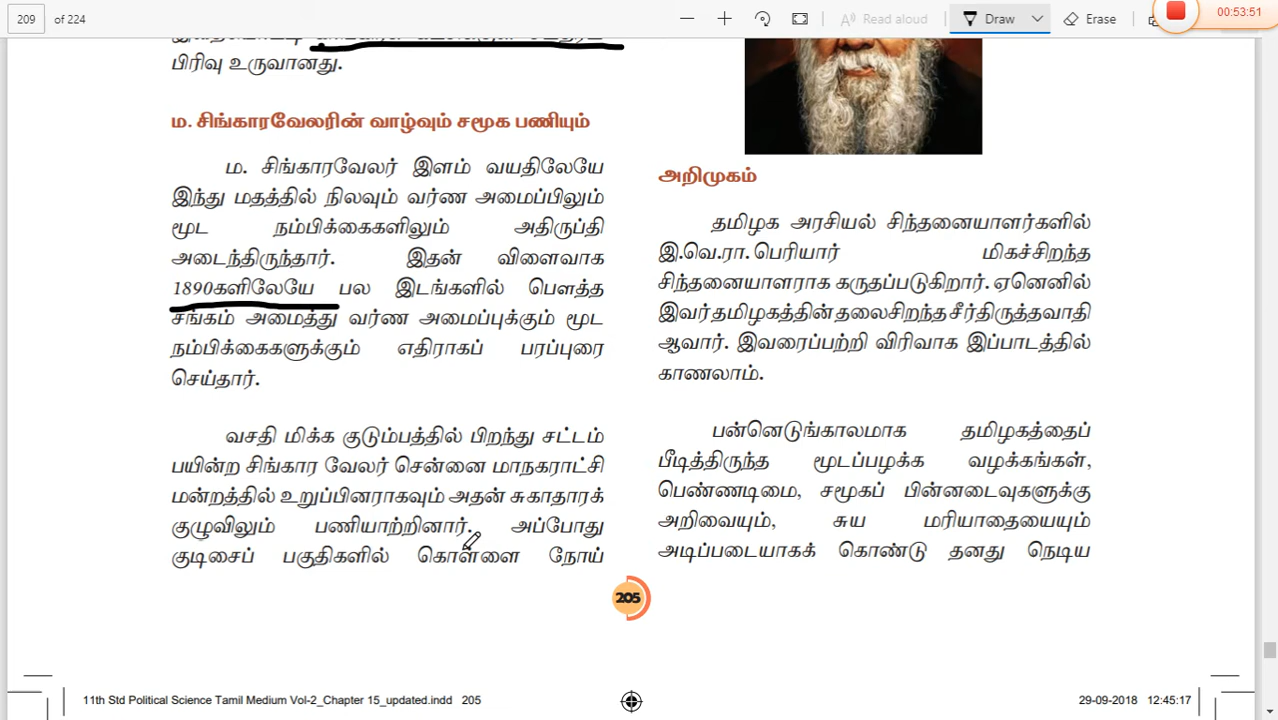 209 of 224
Read aloud
Draw
Erase
00:53:51
பிரிவு உருவானது.
ம. சிங்காரவேலரின் வாழ்வும் சமூக பணியும்
ம. சிங்காரவேலர் இளம் வயதிலேயே
இந்து மதத்தில் நிலவும் வர்ண அமைப்பிலும்
மூட நம்பிக்கைகளிலும் அதிருப்தி
அடைந்திருந்தார். இதன் விளைவாக
1890களிலேயே பல இடங்களில் பௌத்த
சங்கம் அமைத்து வர்ண அமைப்புக்கும் மூட
நம்பிக்கைகளுக்கும் எதிராகப் பரப்புரை
செய்தார்.
வசதி மிக்க குடும்பத்தில் பிறந்து சட்டம்
பயின்ற சிங்கார வேலர் சென்னை மாநகராட்சி
மன்றத்தில் உறுப்பினராகவும் அதன் சுகாதாரக்
குழுவிலும் பணியாற்றினார். அப்போது
குடிசைப் பகுதிகளில் கொள்ளை நோய்
அறிமுகம்
தமிழக அரசியல் சிந்தனையாளர்களில்
இ.வெ.ரா. பெரியார் மிகச்சிறந்த
சிந்தனையாளராக கருதப்படுகிறார். ஏனெனில்
இவர் தமிழகத்தின் தலைசிறந்த சீர்திருத்தவாதி
ஆவார். இவரைப்பற்றி விரிவாக இப்பாடத்தில்
காணலாம்.
பன்னெடுங்காலமாக தமிழகத்தைப்
பீடித்திருந்த மூடப்பழக்க வழக்கங்கள்,
பெண்ணடிமை, சமூகப் பின்னடைவுகளுக்கு
அறிவையும், சுய மரியாதையையும்
அடிப்படையாகக் கொண்டு தனது நெடிய
205
11th Std Political Science Tamil Medium Vol-2_Chapter 15_updated.indd 205
29-09-2018 12:45:17